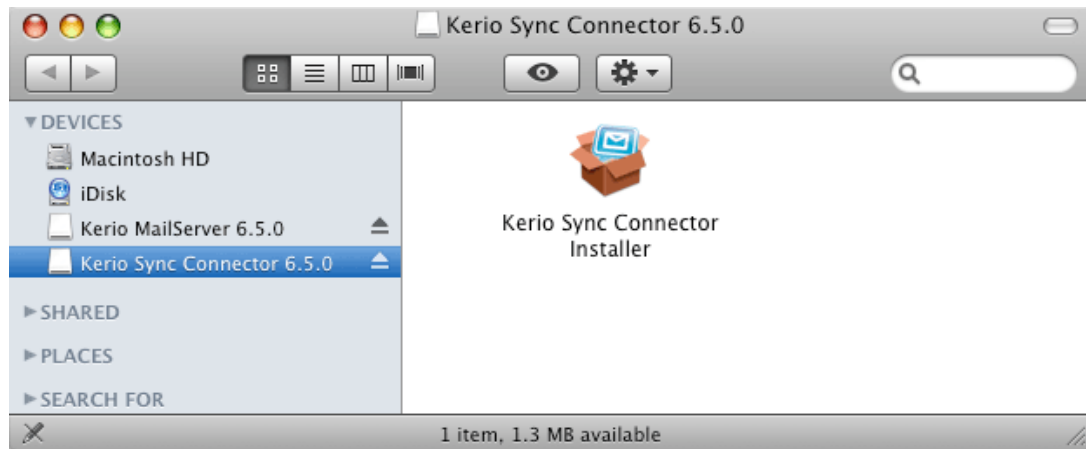 Kerio Sync Connector 6.5.0
DEVICES
Macintosh HD
iDisk
Kerio MailServer 6.5.0
Kerio Sync Connector 6.5.0
SHARED
PLACES
SEARCH FOR
Kerio Sync Connector
Installer
1 item, 1.3 MB available